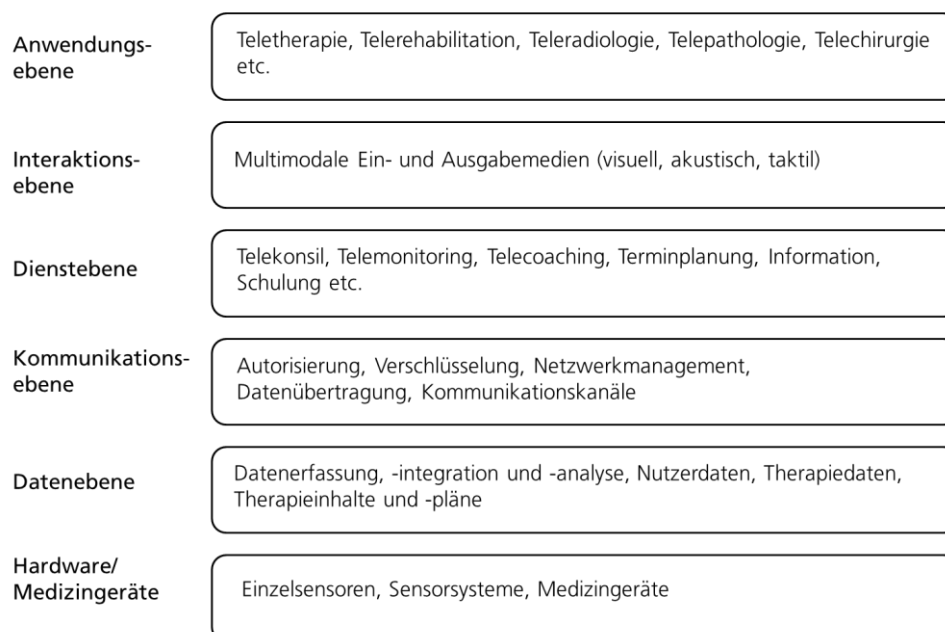 Anwendungs-
ebene
Teletherapie, Telerehabilitation, Teleradiologie, Telepathologie, Telechirurgie
etc.
Interaktions-
ebene
Multimodale Ein- und Ausgabemedien (visuell, akustisch, taktil)
Dienstebene
Telekonsil, Telemonitoring, Telecoaching, Terminplanung, Information,
Schulung etc.
Kommunikations-
ebene
Autorisierung, Verschlüsselung, Netzwerkmanagement,
Datenübertragung, Kommunikationskanäle
Datenebene
Datenerfassung, -integration und -analyse, Nutzerdaten, Therapiedaten,
Therapieinhalte und -pläne
Hardware/
Medizingeräte
Einzelsensoren, Sensorsysteme, Medizingeräte